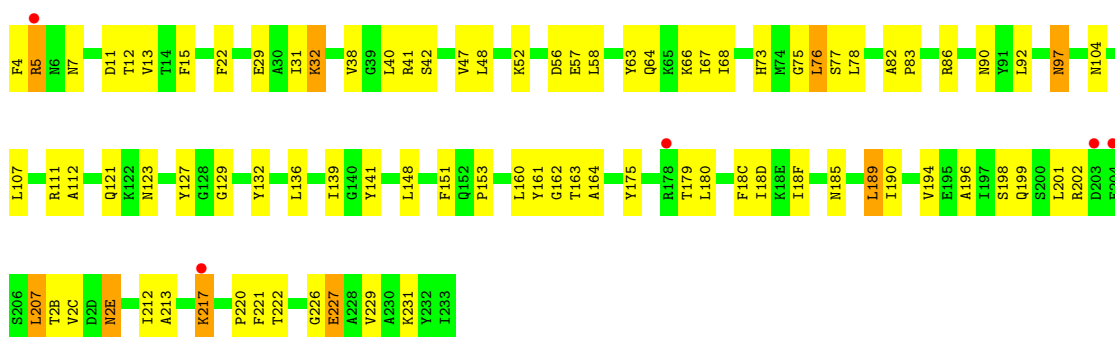 F4 R5 N6 N7 D11 T12 V13 T14 F15 F22 E29 A30 I31 K32 V38 G39 L40 R41 S42 V47 L48 K52 D56 E57 L58 Y63 Q64 K65 K66 I67 I68 H73 M74 G75 L76 S77 L78 A82 P83 R86 N90 Y91 L92 N97 N104
L107 R111 A112 Q121 K122 N123 Y127 G128 G129 Y132 L136 I139 G140 Y141 L148 F151 Q152 P153 L160 Y161 G162 T163 A164 Y175 R178 T179 L180 F18C I18D K18E I18F N185 L189 I190 V194 E195 A196 I197 S198 Q199 S200 L201 R202 D203 E204
S206 L207 T2B V2C D2D N2E I212 A213 K217 P220 F221 T222 G226 E227 A228 V229 A230 K231 Y232 I233